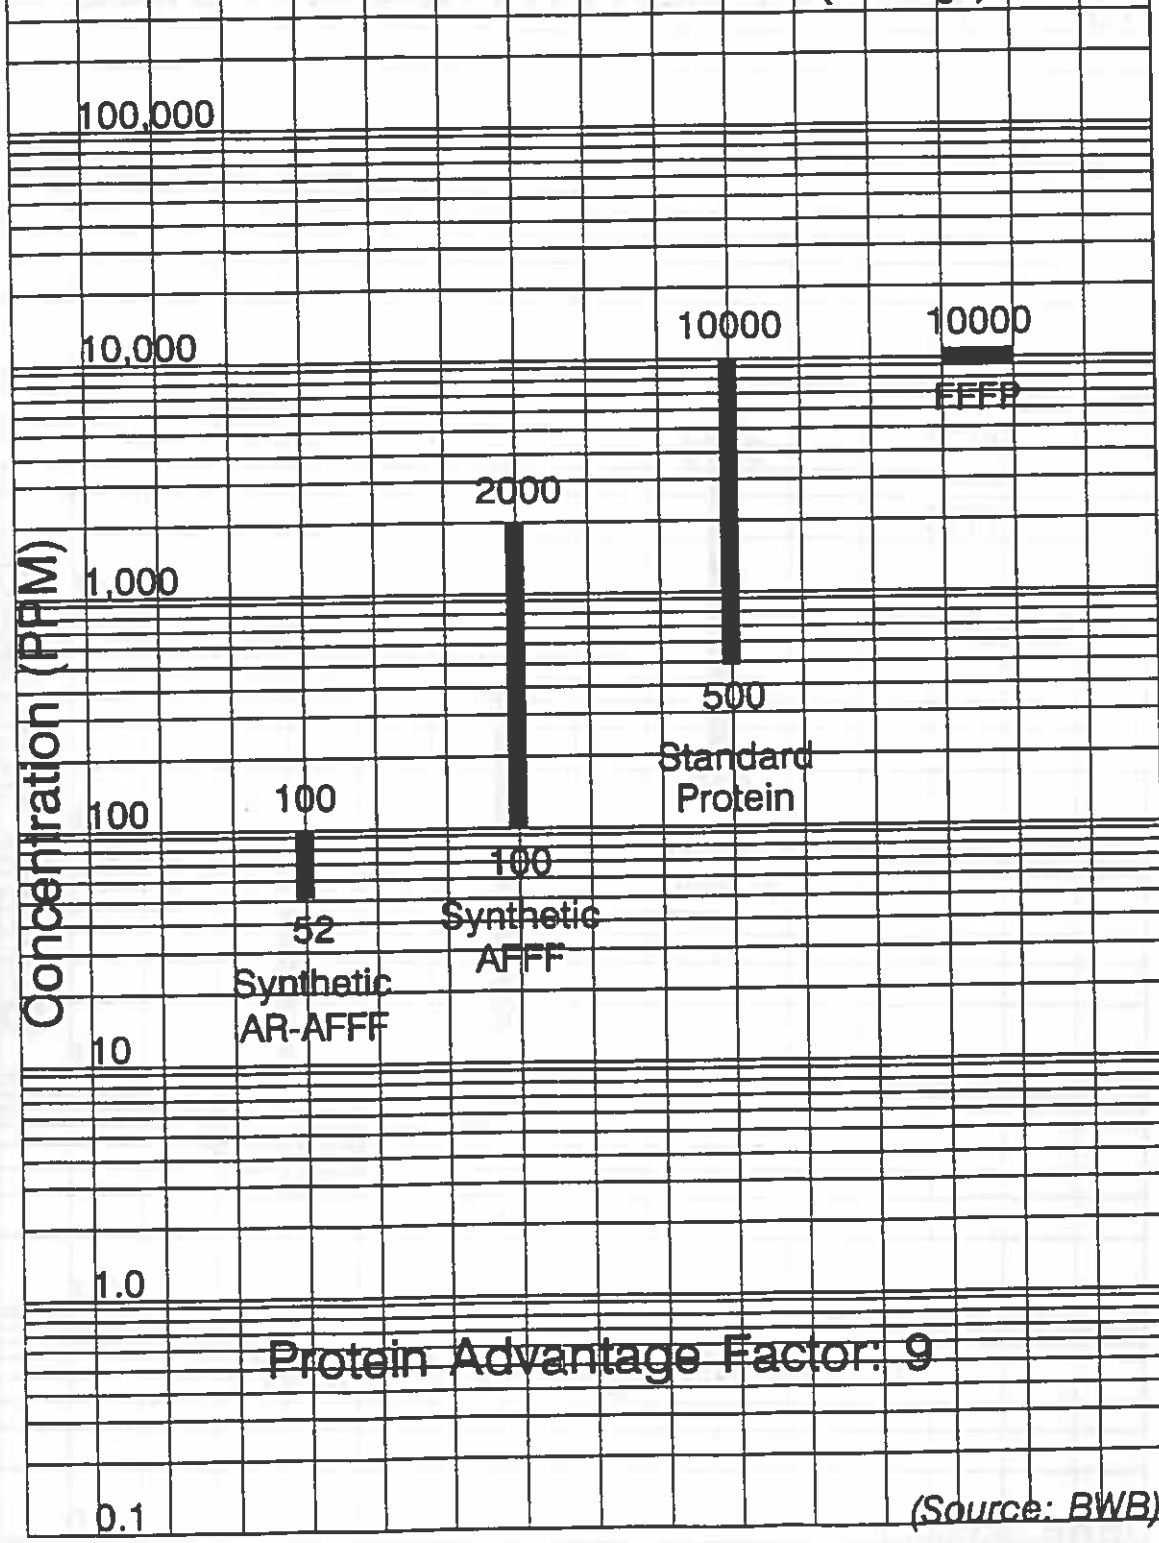 100,000
10000
10000
10,000
FFFP
2000
1,000
Concentration (PPM)
500
Standard
Protein
100
100
100
Synthetic
AFFF
52
Synthetic
AR-AFFF
10
1.0
Protein Advantage Factor: 9
0.1
(Source: BWB)